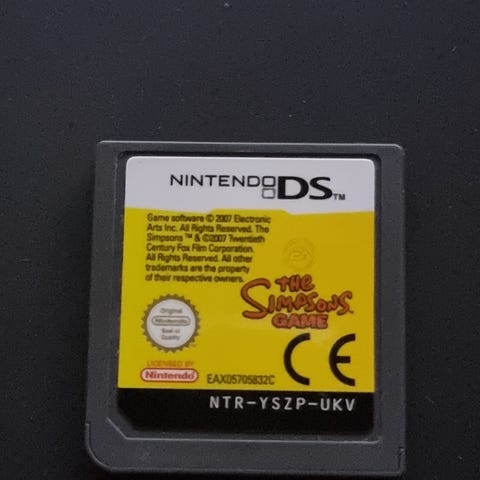 NINTENDO DS ™
Game software © 2007 Electronic
Arts Inc. All Rights Reserved. The
Simpsons ™ & ©2007 Twentieth
Century Fox Film Corporation.
All Rights Reserved. All other
trademarks are the property
of their respective owners.
EA
THE
SIMPSONS
GAME
Original
Nintendo
Seal of
Quality
LICENSED BY
Nintendo
EAX05705832C
CE
NTR-YSZP-UKV